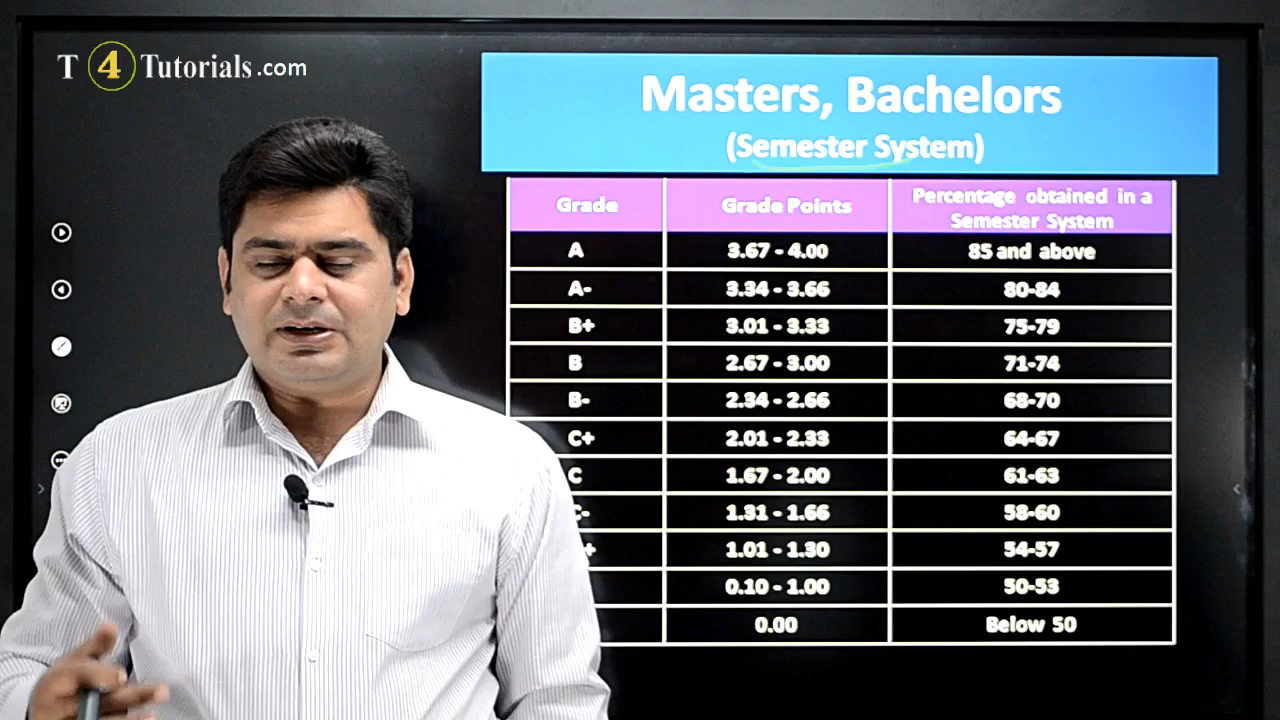 T 4 Tutorials .com
Masters, Bachelors
(Semester System)
Grade Grade Points Percentage obtained in a
Semester System
A 3.67 - 4.00 85 and above
A- 3.34 - 3.66 80-84
B+ 3.01 - 3.33 75-79
B 2.67 - 3.00 71-74
B- 2.34 - 2.66 68-70
C+ 2.01 - 2.33 64-67
C 1.67 - 2.00 61-63
C- 1.31 - 1.66 58-60
+ 1.01 - 1.30 54-57
0.10 - 1.00 50-53
0.00 Below 50